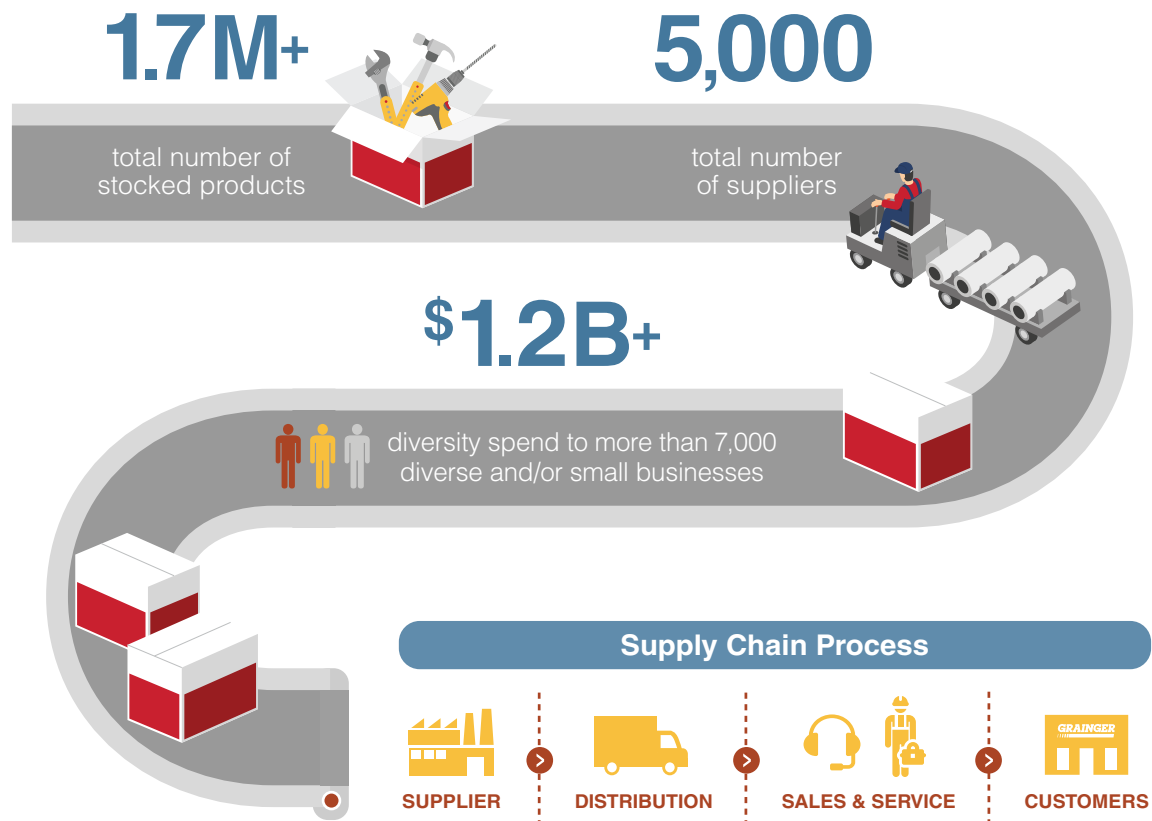 1.7M+
total number of
stocked products
5,000
total number
of suppliers
$1.2B+
diversity spend to more than 7,000
diverse and/or small businesses
Supply Chain Process
SUPPLIER
DISTRIBUTION
SALES & SERVICE
GRAINGER
CUSTOMERS